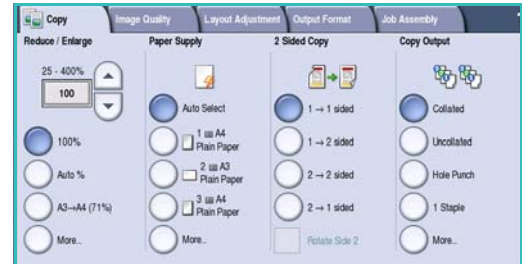 Copy
Image Quality
Layout Adjustment
Output Format
Job Assembly
Reduce / Enlarge
25 - 400%
100
100%
Auto %
A3→A4 (71%)
More...
Paper Supply
Auto Select
1 A4
Plain Paper
2 A3
Plain Paper
3 A4
Plain Paper
More...
2 Sided Copy
1 → 1 sided
1 → 2 sided
2 → 2 sided
2 → 1 sided
Rotate Side 2
Copy Output
Collated
Uncollated
Hole Punch
1 Staple
More...